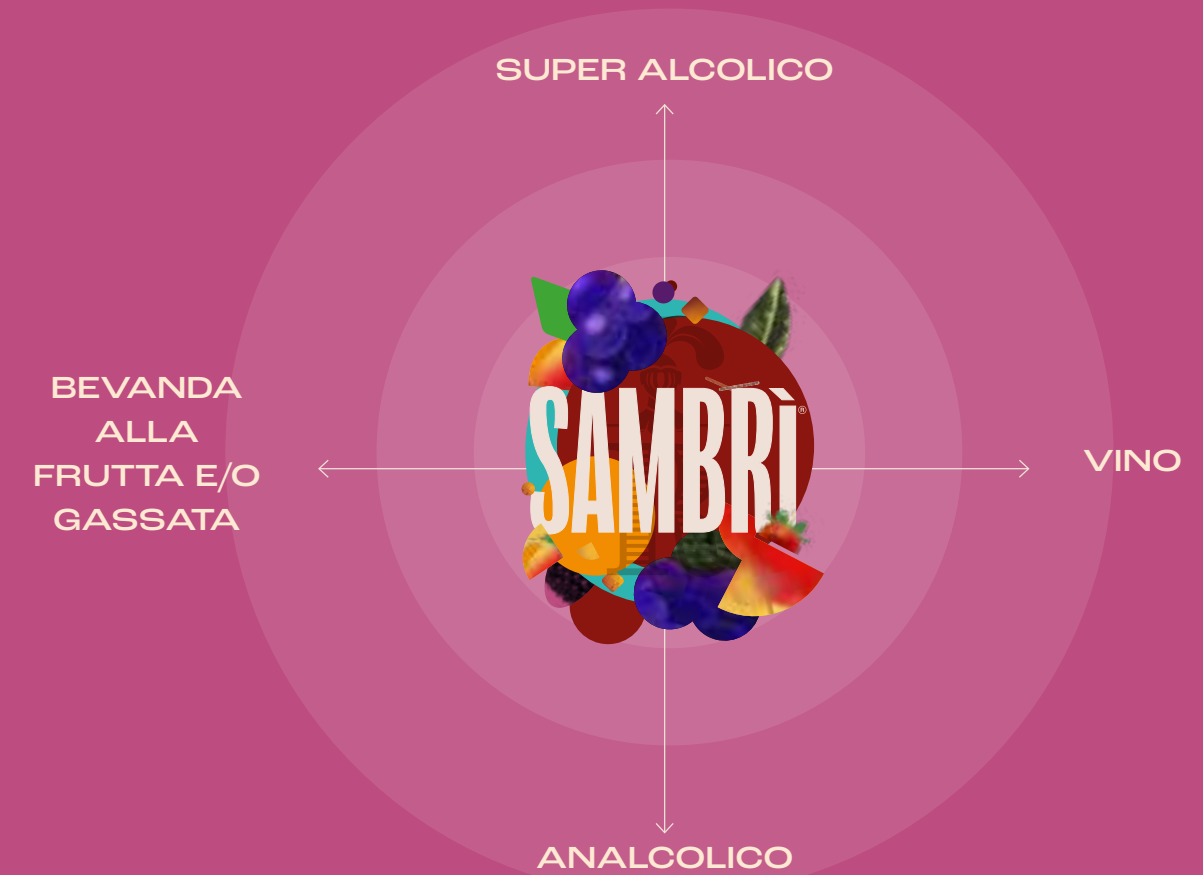 SUPER ALCOLICO
BEVANDA
ALLA
FRUTTA E/O
GASSATA
SAMBRÌ®
VINO
ANALCOLICO